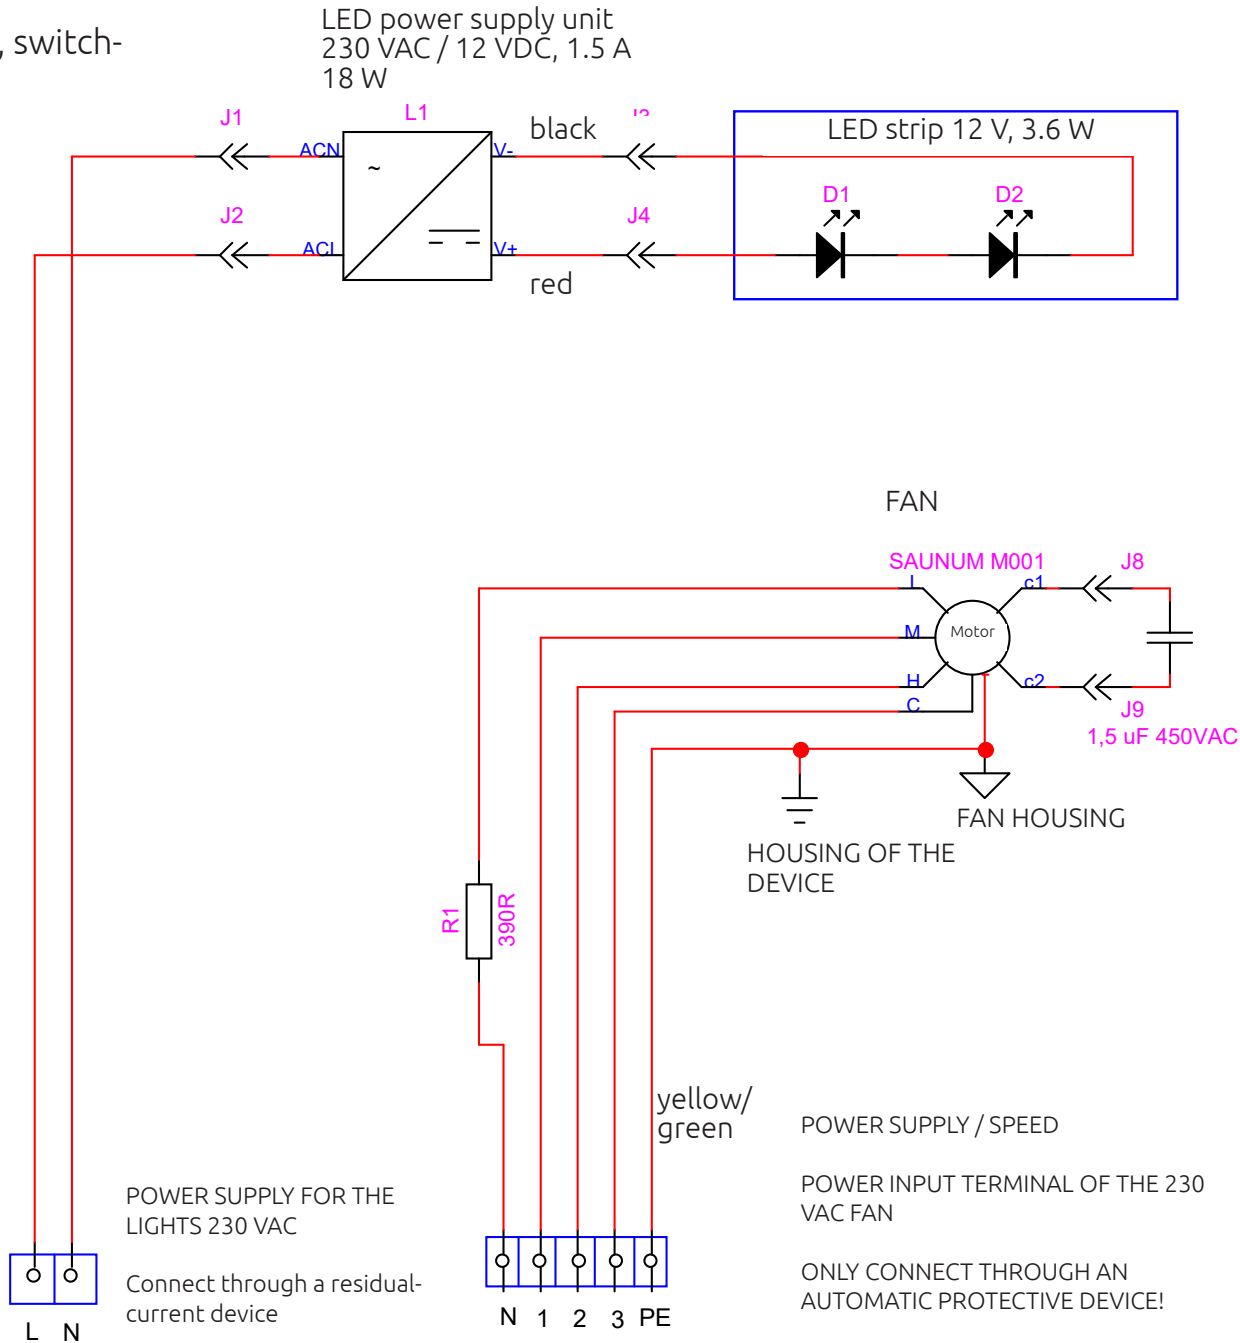 , switch-
LED power supply unit
230 VAC / 12 VDC, 1.5 A
18 W
J1
L1
black
LED strip 12 V, 3.6 W
ACN
~
V-
D1
D2
J2
J4
ACL
V+
red
FAN
SAUNUM M001
J8
L
c1
M
Motor
H
c2
C
J9
1,5 uF 450VAC
FAN HOUSING
HOUSING OF THE
DEVICE
R1
390R
yellow/
green
POWER SUPPLY / SPEED
POWER INPUT TERMINAL OF THE 230
VAC FAN
ONLY CONNECT THROUGH AN
AUTOMATIC PROTECTIVE DEVICE!
POWER SUPPLY FOR THE
LIGHTS 230 VAC
Connect through a residual-
current device
L N
N 1 2 3 PE